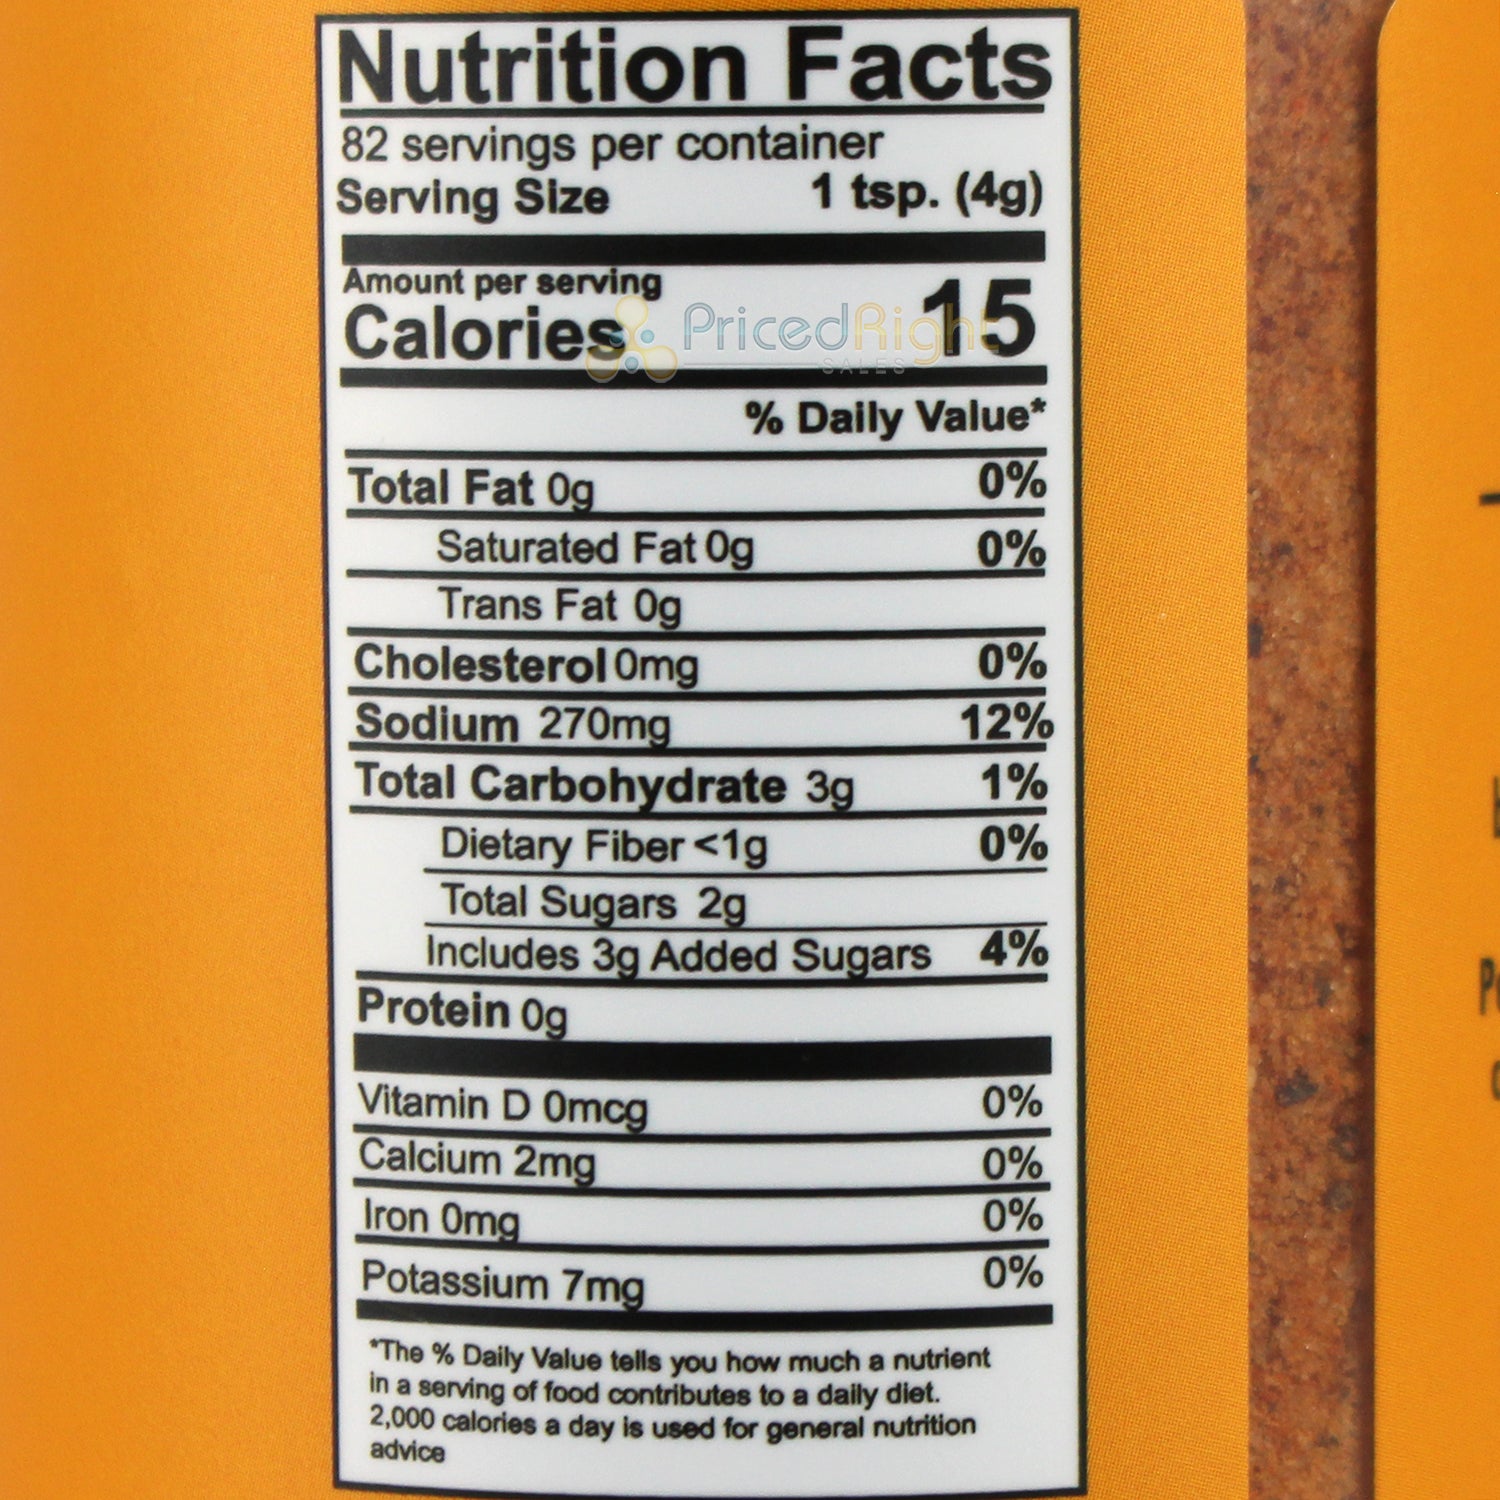 Nutrition Facts
82 servings per container
Serving Size 1 tsp. (4g)
Amount per serving
Calories 15
PricedRight
SALES
% Daily Value*
Total Fat 0g 0%
Saturated Fat 0g 0%
Trans Fat 0g
Cholesterol 0mg 0%
Sodium 270mg 12%
Total Carbohydrate 3g 1%
Dietary Fiber <1g 0%
Total Sugars 2g
Includes 3g Added Sugars 4%
Protein 0g
Vitamin D 0mcg 0%
Calcium 2mg 0%
Iron 0mg 0%
Potassium 7mg 0%
*The % Daily Value tells you how much a nutrient
in a serving of food contributes to a daily diet.
2,000 calories a day is used for general nutrition
advice